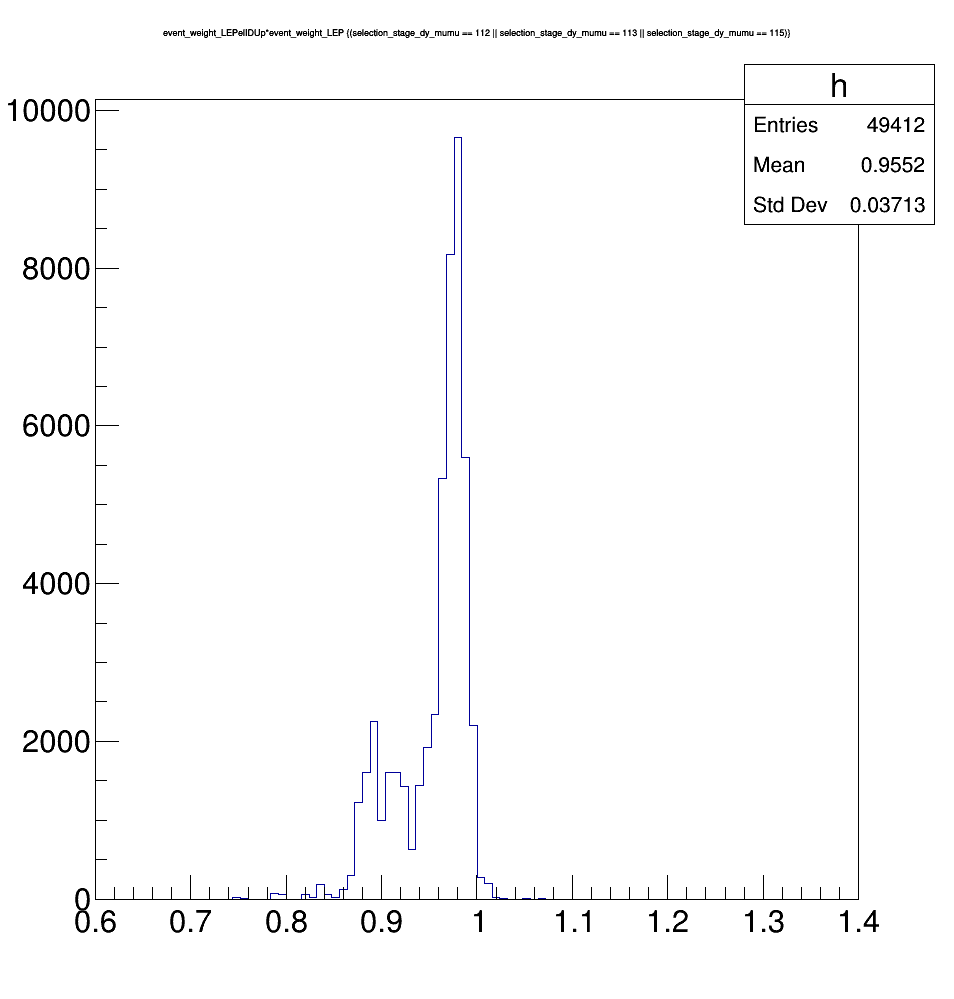 event_weight_LEPelIDUp*event_weight_LEP {(selection_stage_dy_mumu == 112 || selection_stage_dy_mumu == 113 || selection_stage_dy_mumu == 115)}
h
Entries 49412
Mean 0.9552
Std Dev 0.03713
10000
8000
6000
4000
2000
0
0.6 0.7 0.8 0.9 1 1.1 1.2 1.3 1.4